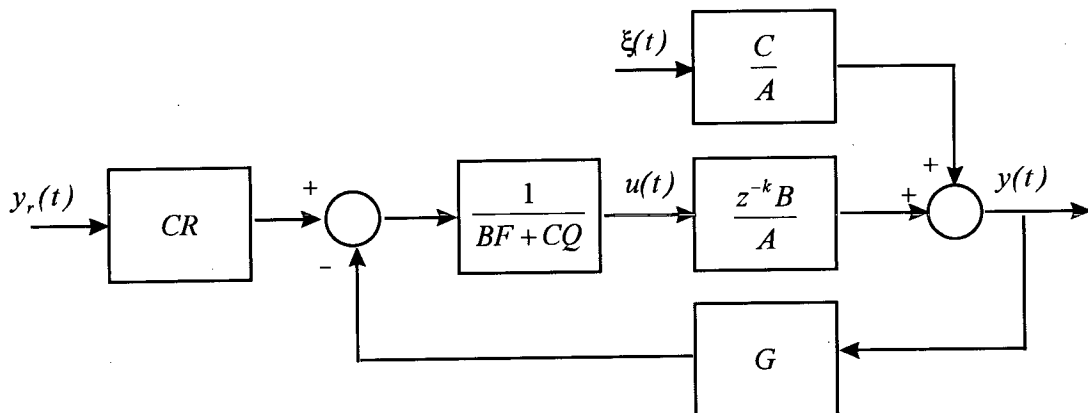 ξ(t)
C
A
+
y_r(t)
CR
+
−
1
BF + CQ
u(t)
z^{-k} B
A
+
y(t)
G